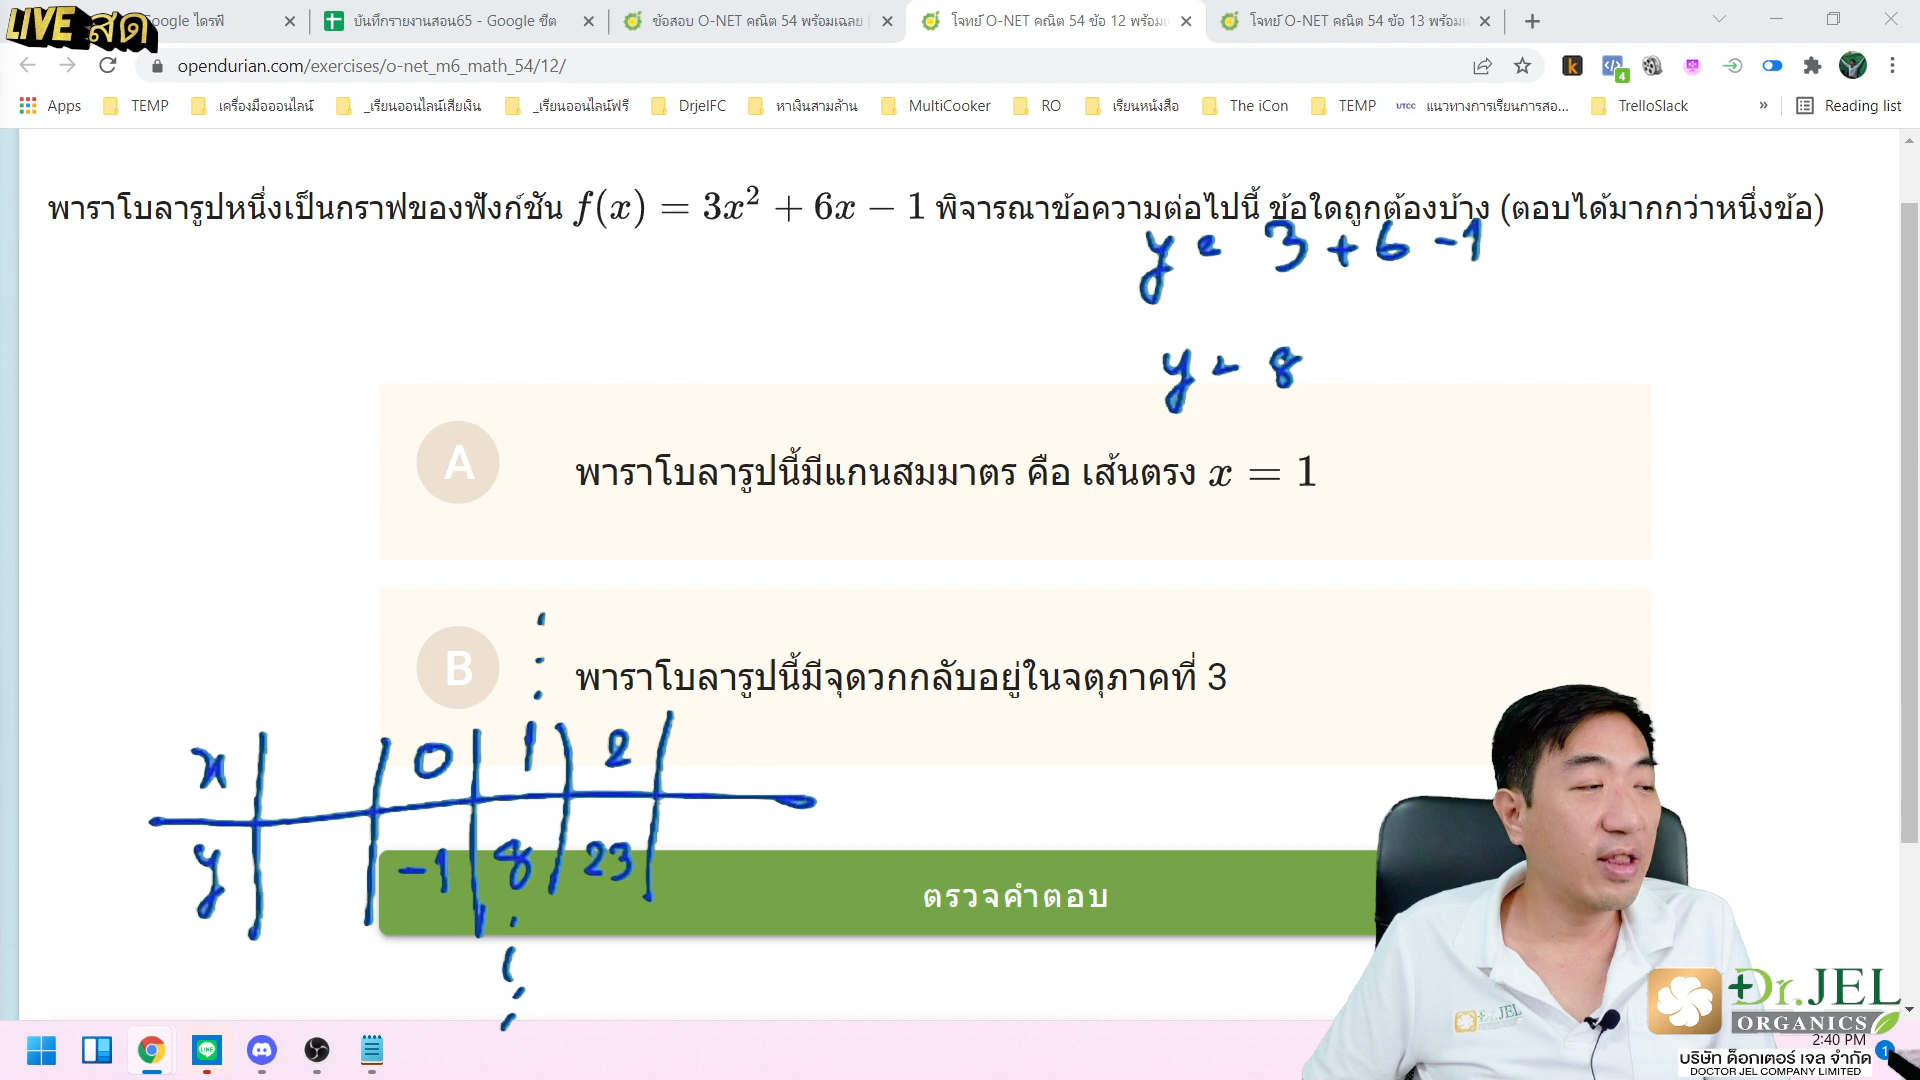 LIVE สด
Google ไดรฟ์
บันทึกรายงานสอน65 - Google ชีต
ข้อสอบ O-NET คณิต 54 พร้อมเฉลย
โจทย์ O-NET คณิต 54 ข้อ 12 พร้อม
โจทย์ O-NET คณิต 54 ข้อ 13 พร้อม
opendurian.com/exercises/o-net_m6_math_54/12/
4
Apps TEMP เครื่องมือออนไลน์ _เรียนออนไลน์เสียเงิน _เรียนออนไลน์ฟรี DrjelFC หาเงินสามล้าน MultiCooker RO เรียนหนังสือ The iCon TEMP UTCC แนวทางการเรียนการสอ... TrelloSlack » Reading list
พาราโบลารูปหนึ่งเป็นกราฟของฟังก์ชัน f(x) = 3x² + 6x − 1 พิจารณาข้อความต่อไปนี้ ข้อใดถูกต้องบ้าง (ตอบได้มากกว่าหนึ่งข้อ)
y = 3 + 6 - 1
y = 8
A พาราโบลารูปนี้มีแกนสมมาตร คือ เส้นตรง x = 1
B พาราโบลารูปนี้มีจุดวกกลับอยู่ในจตุภาคที่ 3
x 0 1 2
y -1 8 23
ตรวจคำตอบ
+Dr.JEL
+Dr.JEL
ORGANICS
2:40 PM
1
บริษัท ด็อกเตอร์ เจล จำกัด
DOCTOR JEL COMPANY LIMITED